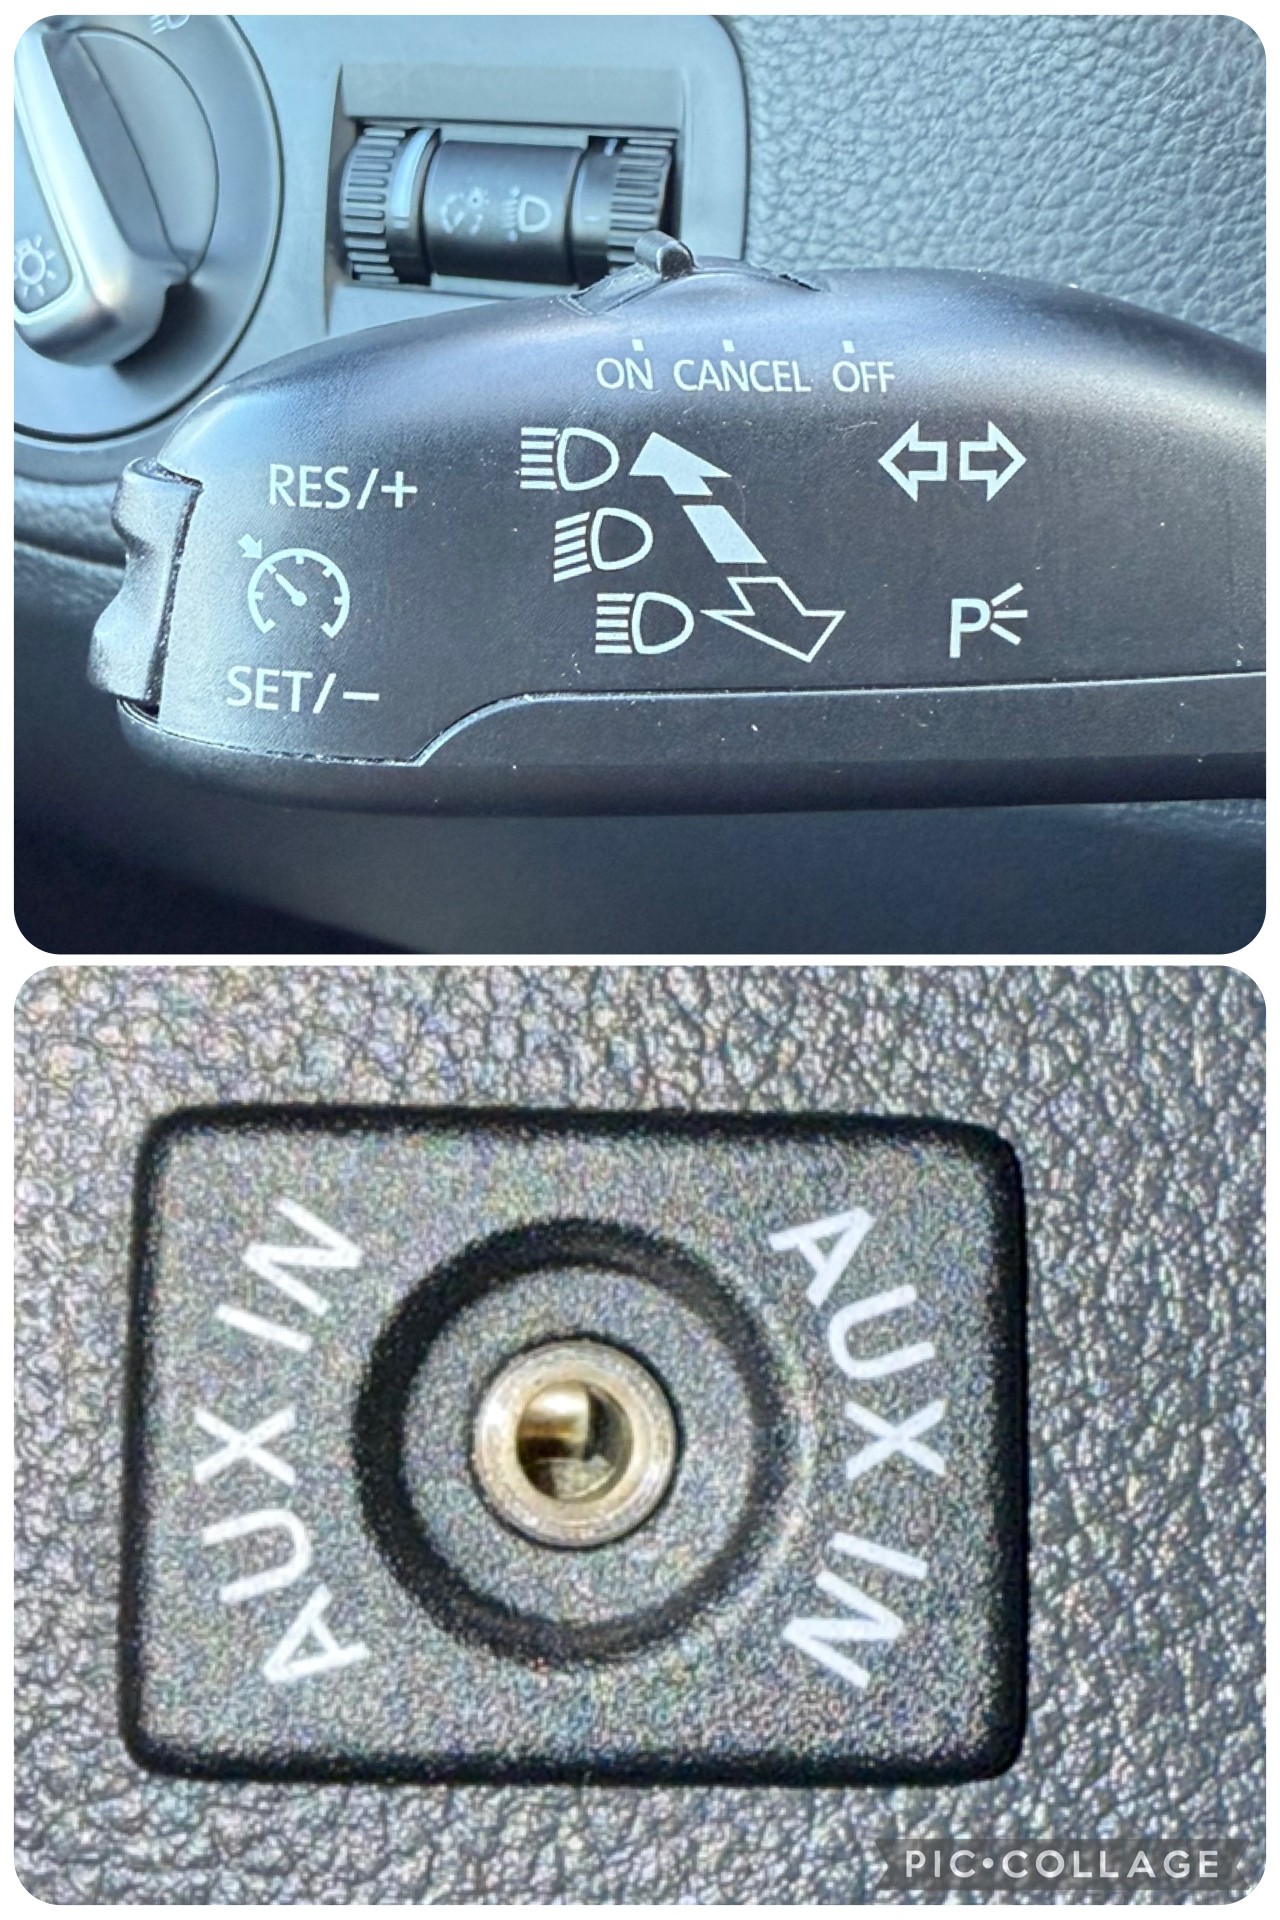 ON CANCEL OFF
RES/+
SET/−
P
AUX IN
AUX IN
PIC•COLLAGE